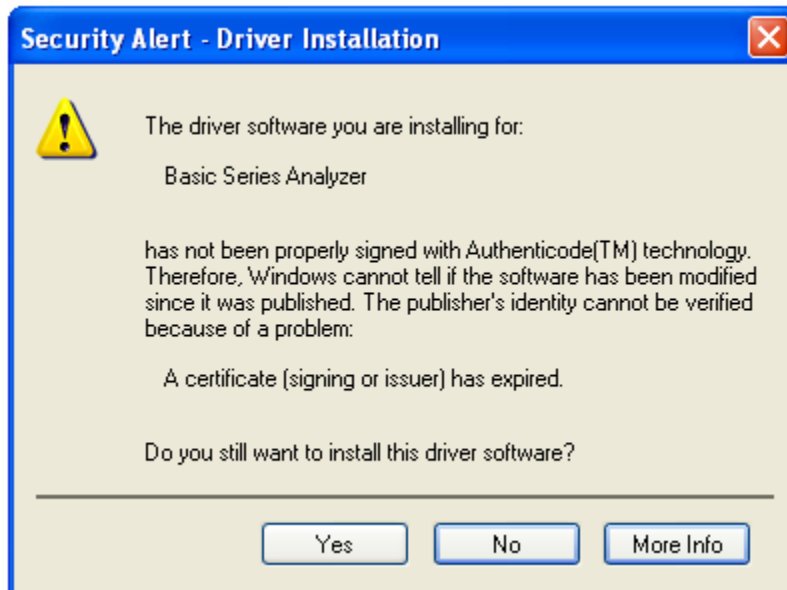 Security Alert - Driver Installation
The driver software you are installing for:
Basic Series Analyzer
has not been properly signed with Authenticode(TM) technology.
Therefore, Windows cannot tell if the software has been modified
since it was published. The publisher's identity cannot be verified
because of a problem:
A certificate (signing or issuer) has expired.
Do you still want to install this driver software?
Yes No More Info